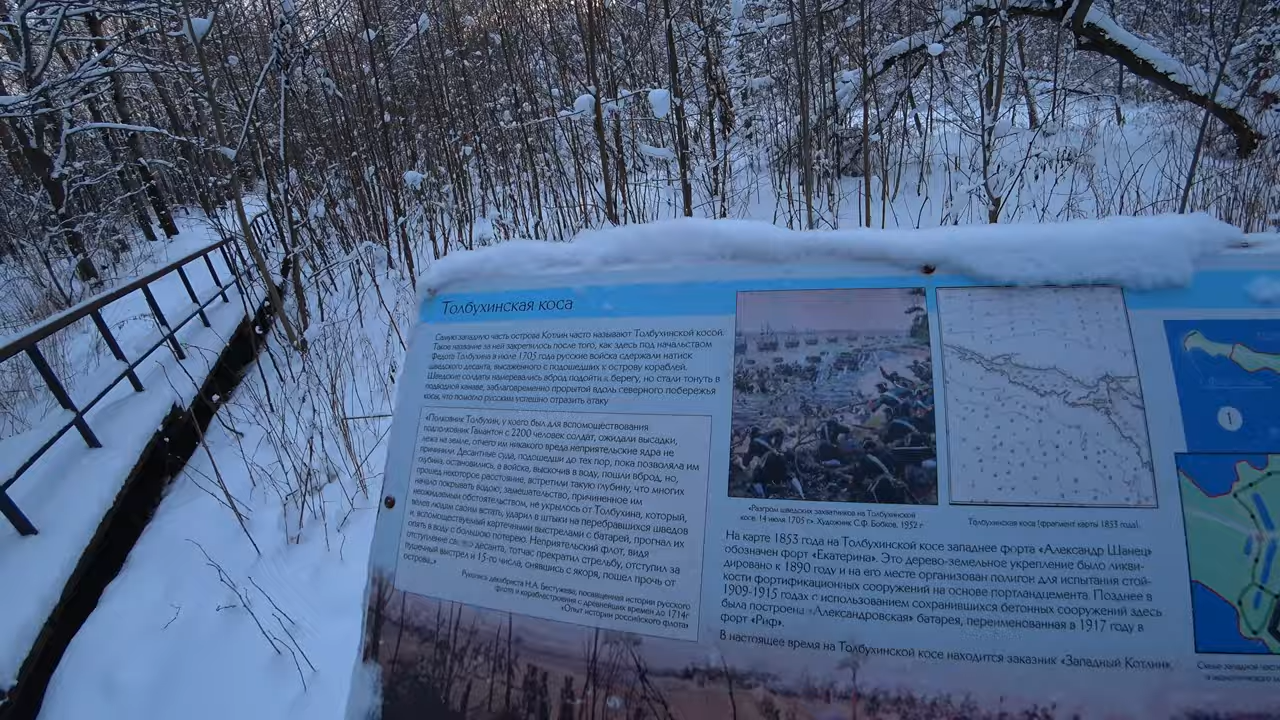 Толбухинская коса
Самую западную часть острова Котлин часто называют Толбухинской косой.
Такое название за ней закрепилось, как здесь под начальством
Федота Толбухина в июле 1705 года русские войска сдержали натиск
шведского десанта, высаженного с подошедших к острову кораблей.
Шведские солдаты намеревались вброд подойти к берегу, но стали тонуть в
подводной канаве, заблаговременно прорытой вдоль северного побережья
косы, что помогло русским успешно отразить атаку
«Полковник Толбухин, у коего был для вспомоществования
подполковник Гамантон с 2200 человек солдат, ожидали высадки,
лежа на земле, отчего им никакого вреда неприятельские ядра не
причинили. Десантные суда, подошедши до тех пор, пока позволяла им
глубина, остановились, а войска, выскочив в воду, пошли вброд, но,
прошед некоторое расстояние, встретили такую глубину, что многих
начало покрывать водою; замешательство, причиненное им
неожидаемым обстоятельством, не укрылось от Толбухина, который,
велев людям своим встать, ударил в штыки на перебравшихся шведов
и, вспомоществуемый картечными выстрелами с батарей, прогнал их
опять в воду с большою потерею. Неприятельский флот, видя
отступление десанта, тотчас прекратил стрельбу, отступил за
пушечный выстрел и 15-го числа, снявшись с якоря, пошел прочь от
острова...»
Рукопись декабриста Н.А. Бестужева, посвященная истории русского
флота и кораблестроения с древнейших времен до 1714г
«Опыт истории российского флота»
«Разгром шведских захватчиков на Толбухинской
косе. 14 июля 1705 г». Художник С.Ф. Бобков, 1952 г
Толбухинская коса (фрагмент карты 1853 года).
На карте 1853 года на Толбухинской косе западнее форта «Александр Шанец»
обозначен форт «Екатерина». Это дерево-земельное укрепление было ликви-
дировано к 1890 году и на его месте организован полигон для испытания стой-
кости фортификационных сооружений на основе портландцемента. Позднее в
1909-1915 годах с использованием сохранившихся бетонных сооружений здесь
была построена «Александровская» батарея, переименованная в 1917 году в
форт «Риф».
В настоящее время на Толбухинской косе находится заказник «Западный Котлин»
1